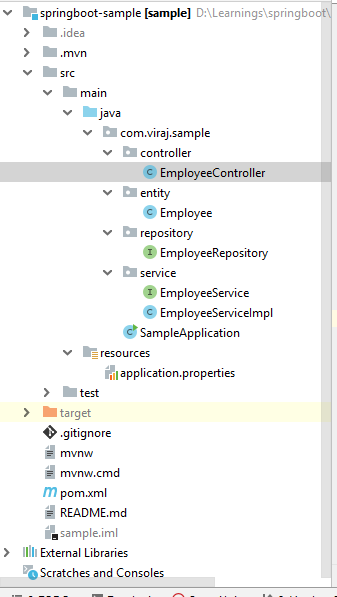 springboot-sample [sample] D:\Learnings\springboot\
.idea
.mvn
src
main
java
com.viraj.sample
controller
EmployeeController
entity
Employee
repository
EmployeeRepository
service
EmployeeService
EmployeeServiceImpl
SampleApplication
resources
application.properties
test
target
.gitignore
mvnw
mvnw.cmd
pom.xml
README.md
sample.iml
External Libraries
Scratches and Consoles